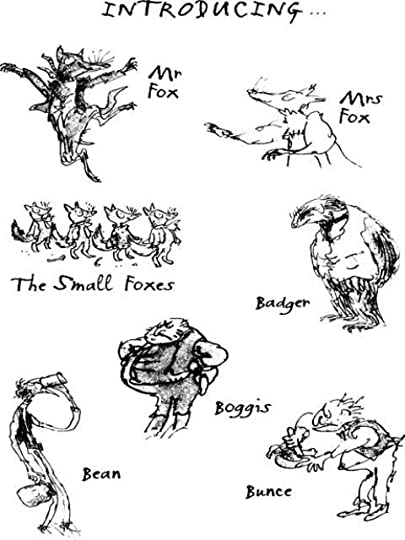 INTRODUCING...
Mr
Fox
Mrs
Fox
The Small Foxes
Badger
Boggis
Bean
Bunce